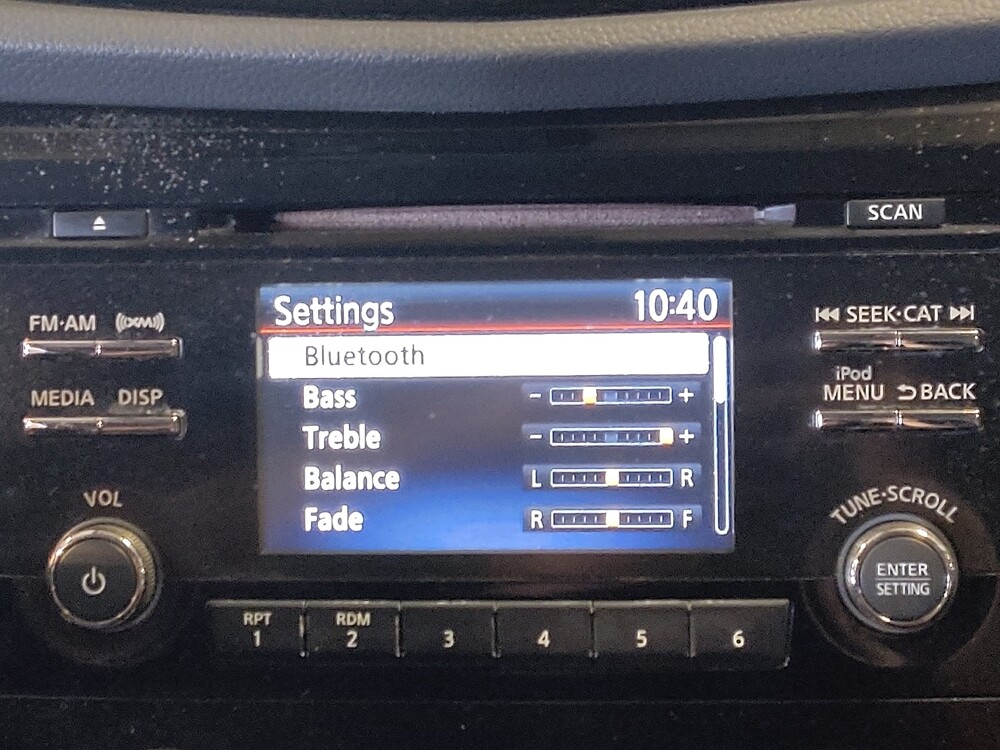 SCAN
Settings 10:40
FM·AM ((XM))
SEEK·CAT
Bluetooth
Bass - +
MEDIA DISP
iPod
MENU BACK
Treble - +
Balance L R
Fade R F
VOL
TUNE·SCROLL
ENTER
SETTING
RPT RDM
1 2 3 4 5 6